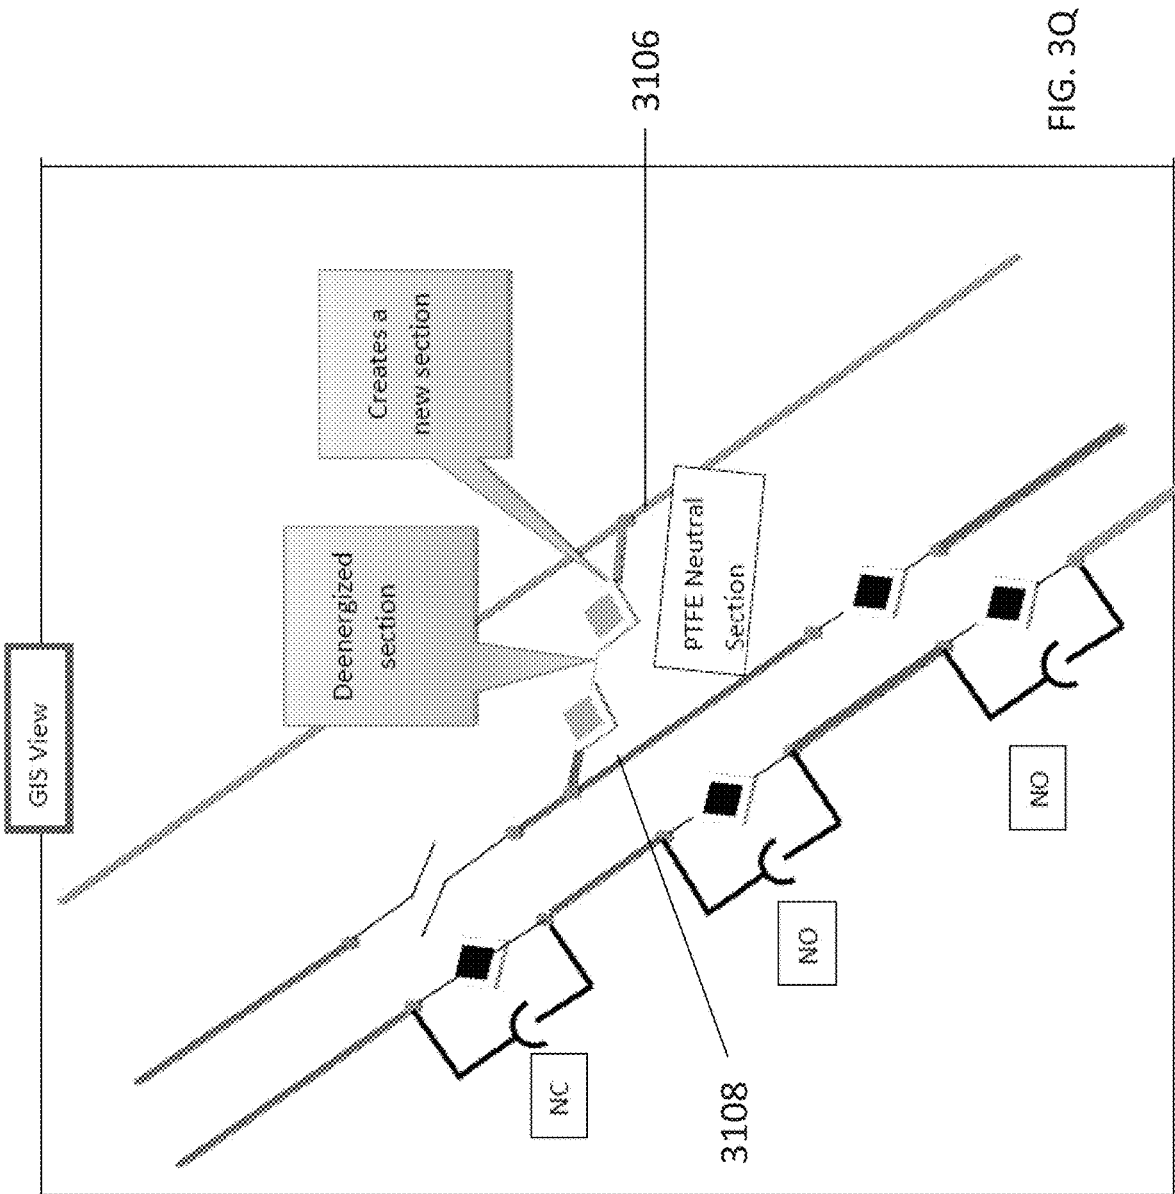 GIS View
Deenergized
section
Creates a
new section
PTFE Neutral
Section
3106
3108
NC
NO
NO
FIG. 3Q